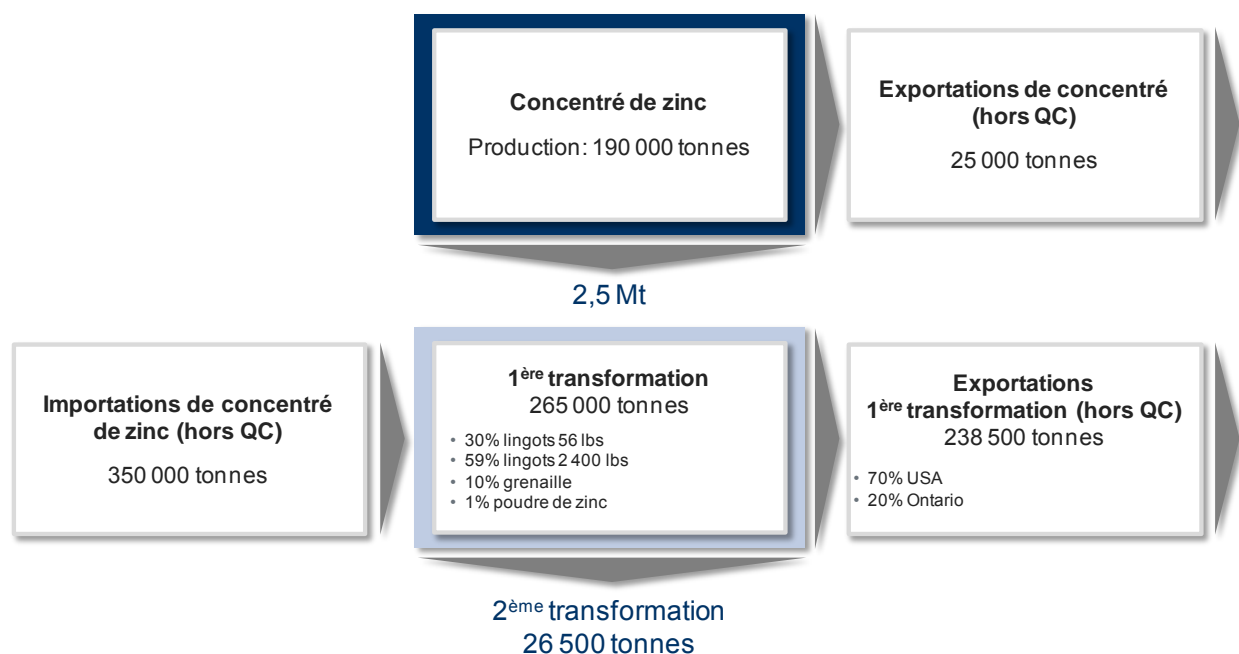 Concentré de zinc
Production: 190 000 tonnes
Exportations de concentré
(hors QC)
25 000 tonnes
2,5 Mt
Importations de concentré
de zinc (hors QC)
350 000 tonnes
1ère transformation
265 000 tonnes
• 30% lingots 56 lbs
• 59% lingots 2 400 lbs
• 10% grenaille
• 1% poudre de zinc
Exportations
1ère transformation (hors QC)
238 500 tonnes
• 70% USA
• 20% Ontario
2ème transformation
26 500 tonnes